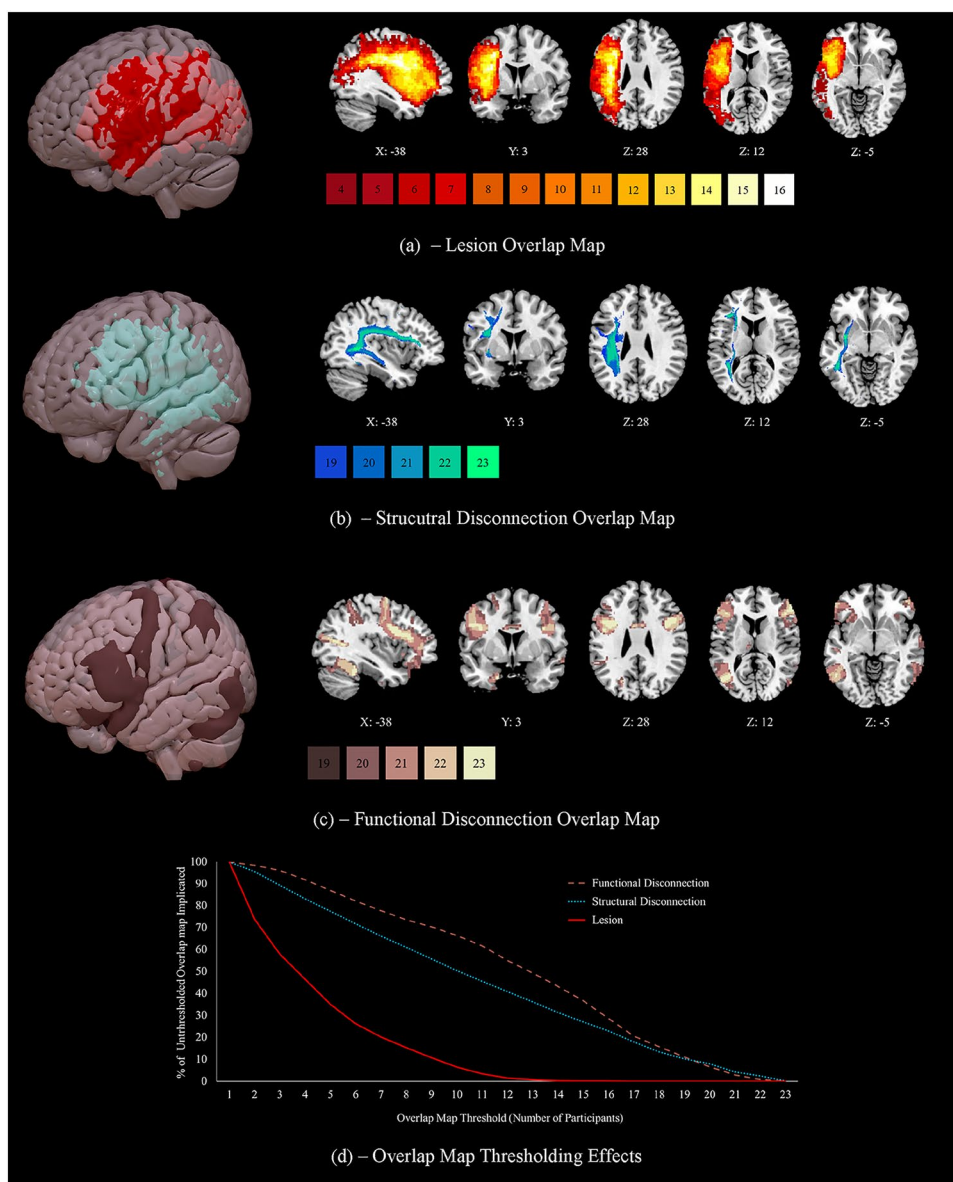 X: -38 Y: 3 Z: 28 Z: 12 Z: -5
4 5 6 7 8 9 10 11 12 13 14 15 16
(a) – Lesion Overlap Map
X: -38 Y: 3 Z: 28 Z: 12 Z: -5
19 20 21 22 23
(b) – Strucutral Disconnection Overlap Map
X: -38 Y: 3 Z: 28 Z: 12 Z: -5
19 20 21 22 23
(c) – Functional Disconnection Overlap Map
% of Untrhresholded Overlap map Implicated
100
90
80
70
60
50
40
30
20
10
0
Functional Disconnection
Structural Disconnection
Lesion
1 2 3 4 5 6 7 8 9 10 11 12 13 14 15 16 17 18 19 20 21 22 23
Overlap Map Threshold (Number of Participants)
(d) – Overlap Map Thresholding Effects